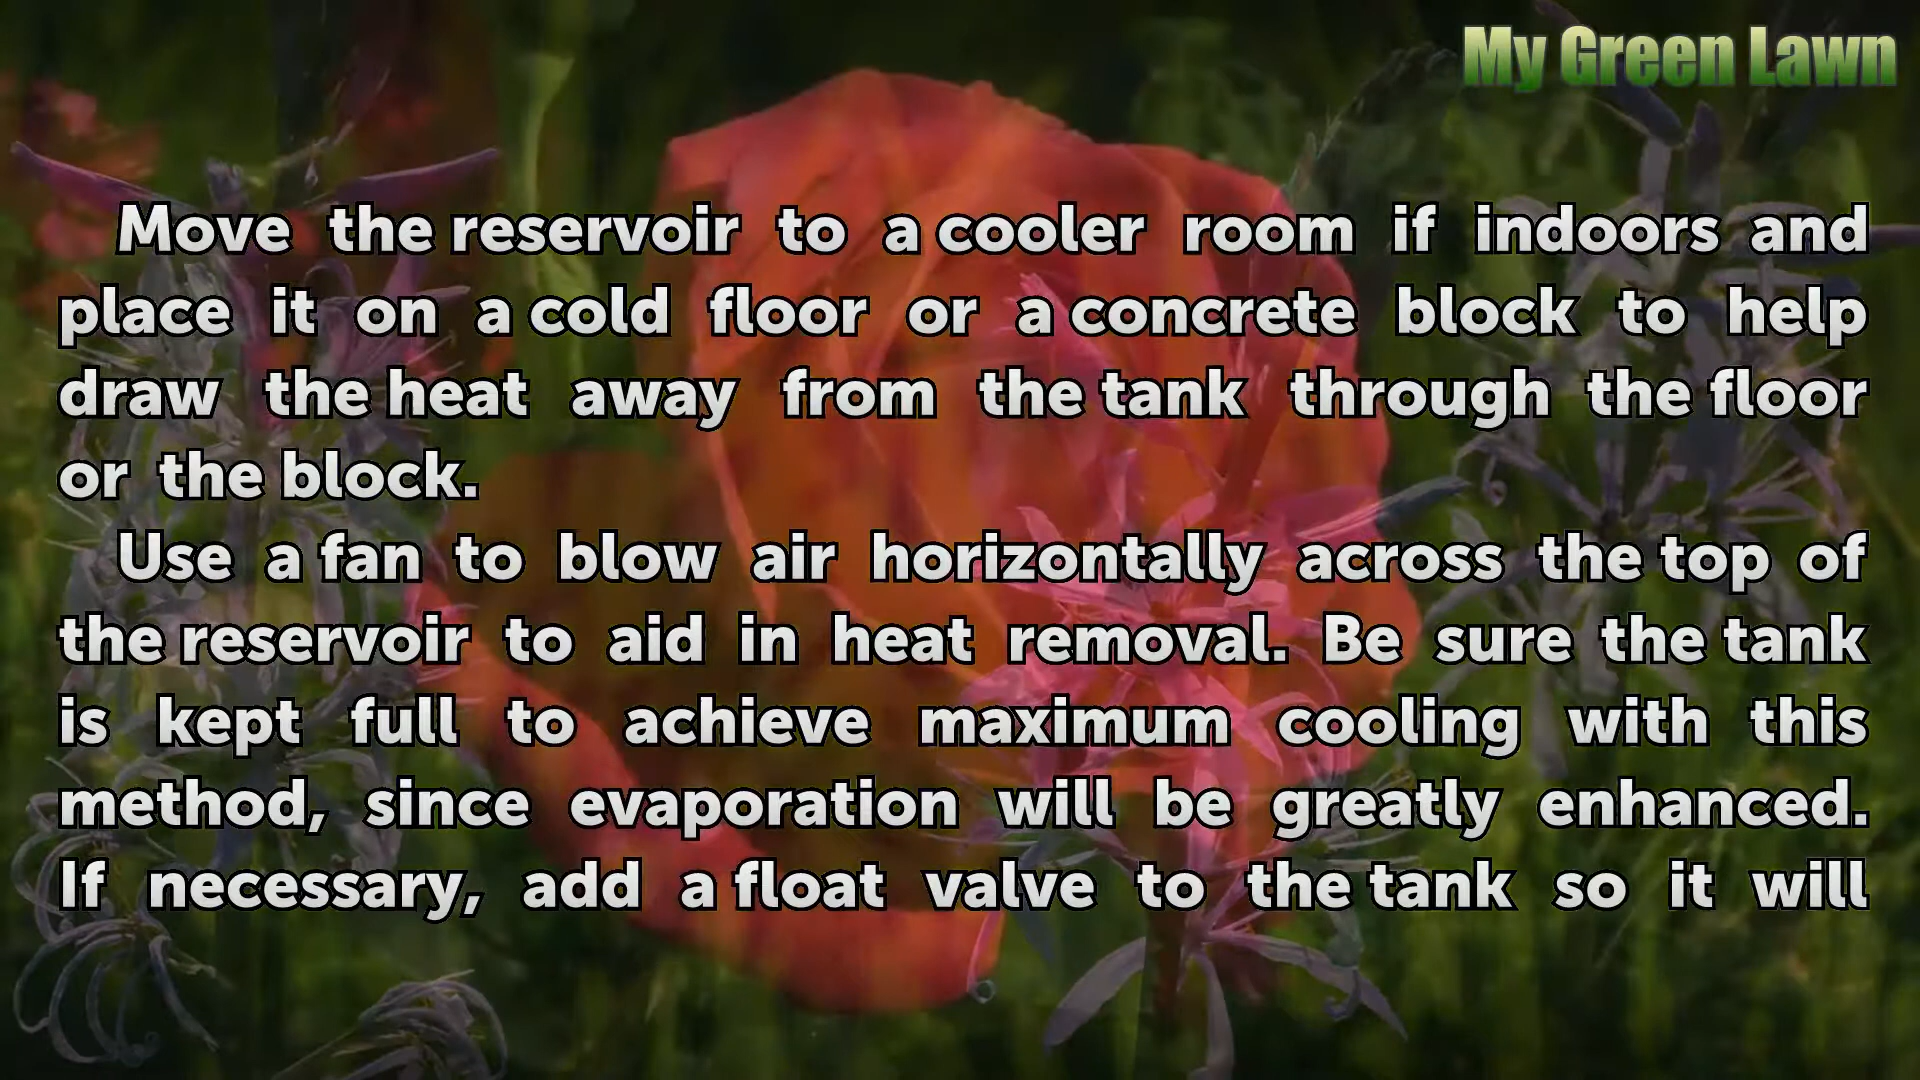 My Green Lawn
Move the reservoir to a cooler room if indoors and
place it on a cold floor or a concrete block to help
draw the heat away from the tank through the floor
or the block.
Use a fan to blow air horizontally across the top of
the reservoir to aid in heat removal. Be sure the tank
is kept full to achieve maximum cooling with this
method, since evaporation will be greatly enhanced.
If necessary, add a float valve to the tank so it will